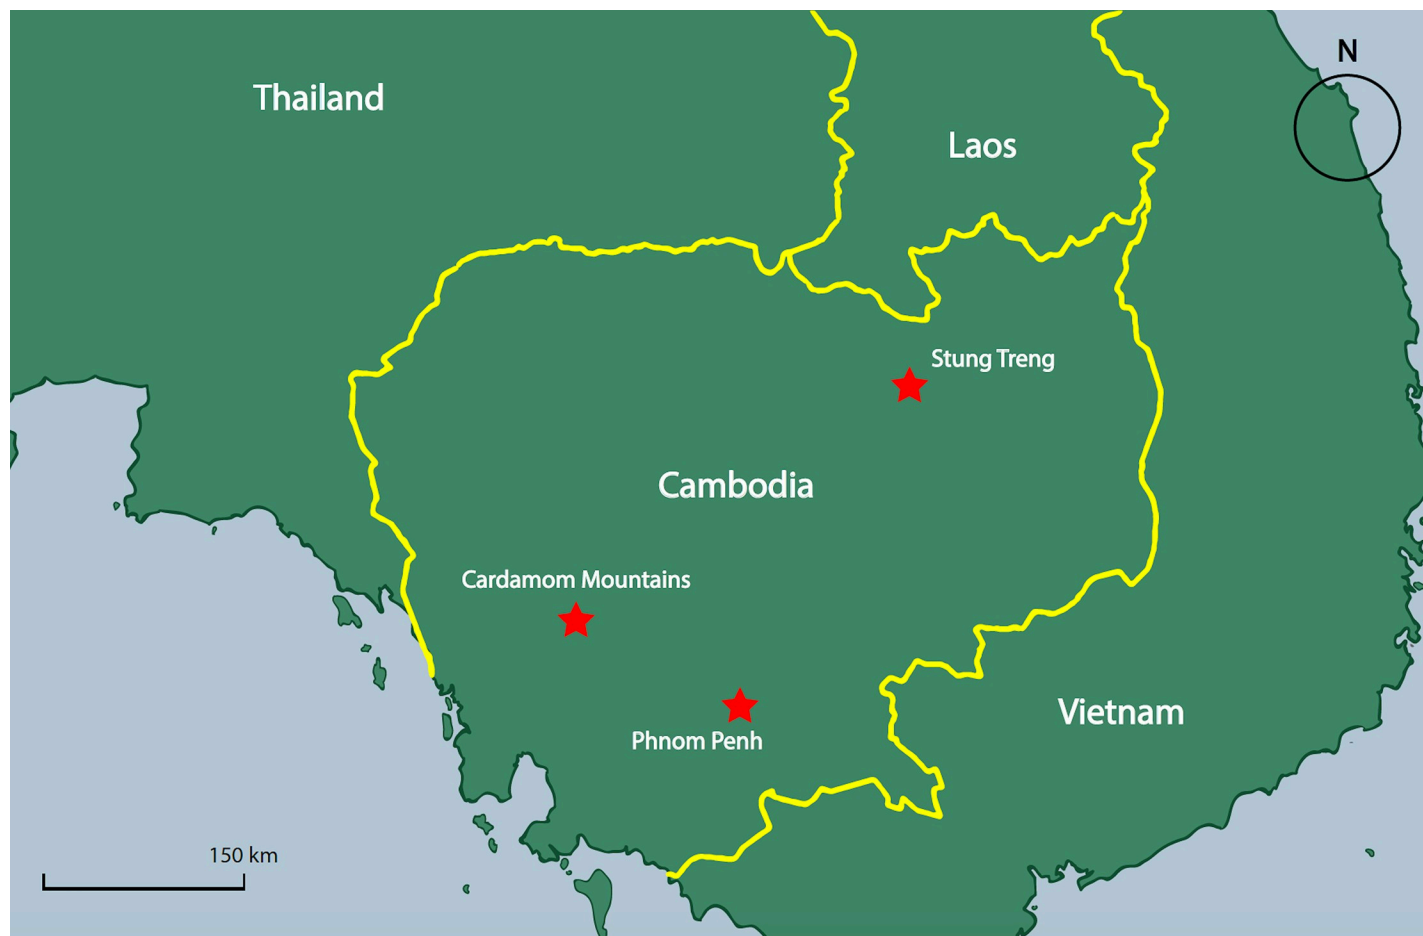 N
Thailand
Laos
Stung Treng
Cambodia
Cardamom Mountains
Vietnam
Phnom Penh
150 km